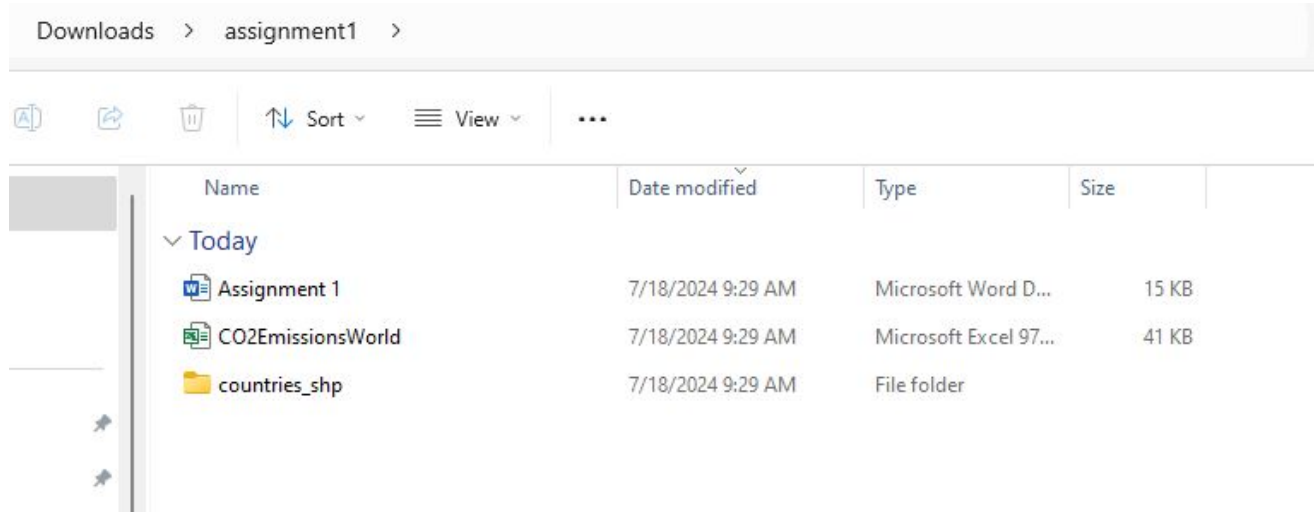 Downloads > assignment1 >
Sort View ...
Name Date modified Type Size
Today
Assignment 1 7/18/2024 9:29 AM Microsoft Word D... 15 KB
CO2EmissionsWorld 7/18/2024 9:29 AM Microsoft Excel 97... 41 KB
countries_shp 7/18/2024 9:29 AM File folder